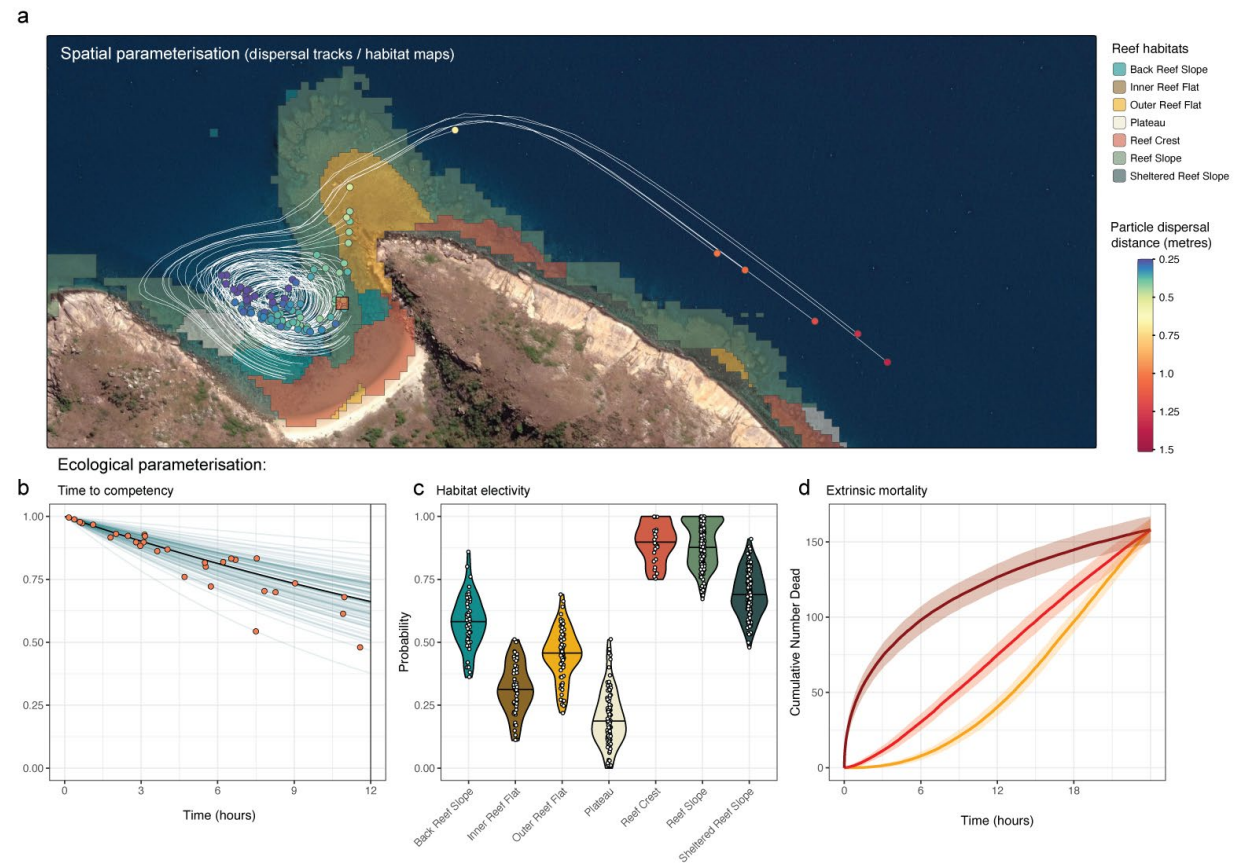 a
Spatial parameterisation (dispersal tracks / habitat maps)
Reef habitats
Back Reef Slope
Inner Reef Flat
Outer Reef Flat
Plateau
Reef Crest
Reef Slope
Sheltered Reef Slope
Particle dispersal
distance (metres)
0.25
0.5
0.75
1.0
1.25
1.5
Ecological parameterisation:
b Time to competency
1.00
0.75
0.50
0.25
0.00
0 3 6 9 12
Time (hours)
c Habitat electivity
Probability
1.00
0.75
0.50
0.25
0.00
Back Reef Slope
Inner Reef Flat
Outer Reef Flat
Plateau
Reef Crest
Reef Slope
Sheltered Reef Slope
d Extrinsic mortality
Cumulative Number Dead
150
100
50
0
0 6 12 18
Time (hours)